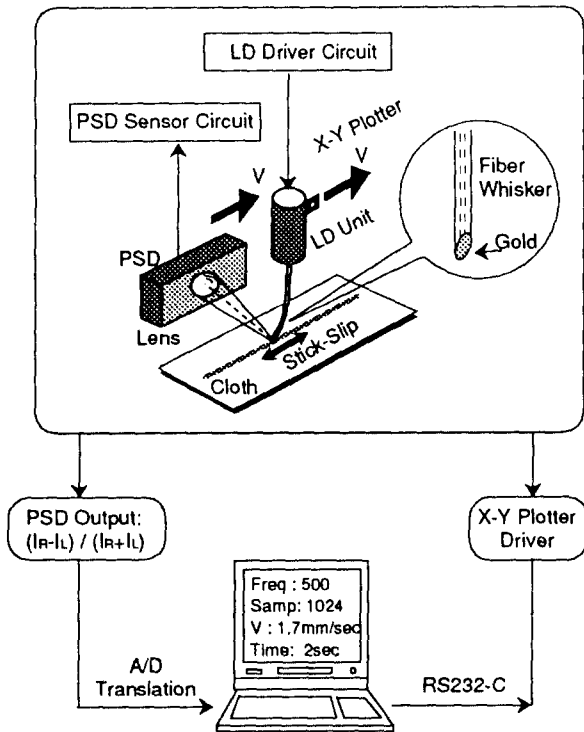 LD Driver Circuit
PSD Sensor Circuit
X-Y Plotter
V
V
Fiber
Whisker
Gold
LD Unit
PSD
Lens
Stick-Slip
Cloth
PSD Output:
(IR-IL) / (IR+IL)
X-Y Plotter
Driver
Freq : 500
Samp: 1024
V : 1.7mm/sec
Time: 2sec
A/D
Translation
RS232-C